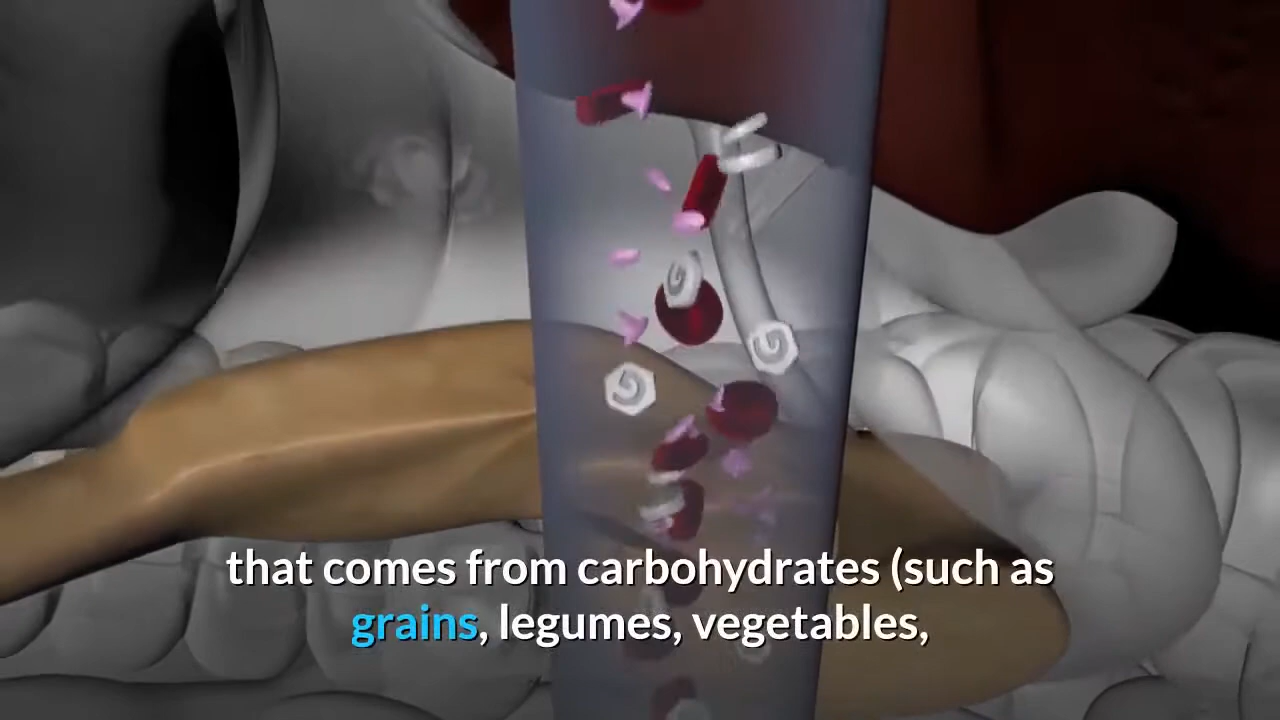 that comes from carbohydrates (such as
grains, legumes, vegetables,